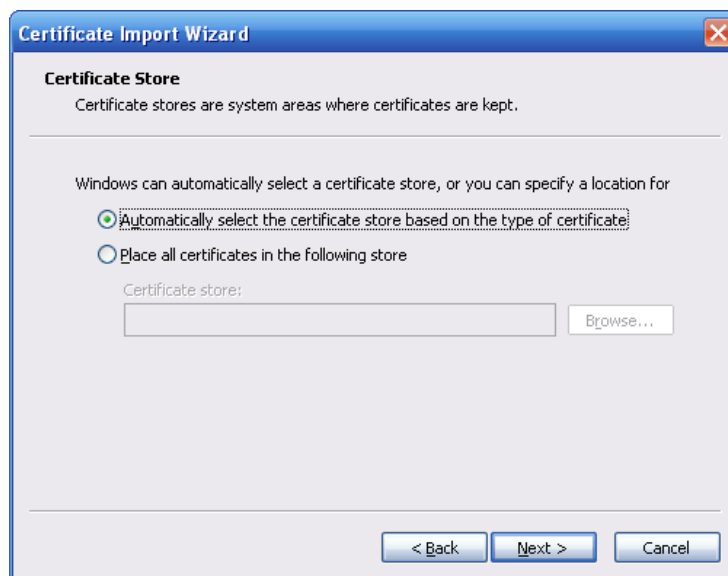 Certificate Import Wizard
Certificate Store
Certificate stores are system areas where certificates are kept.
Windows can automatically select a certificate store, or you can specify a location for
Automatically select the certificate store based on the type of certificate
Place all certificates in the following store
Certificate store:
Browse...
< Back Next > Cancel